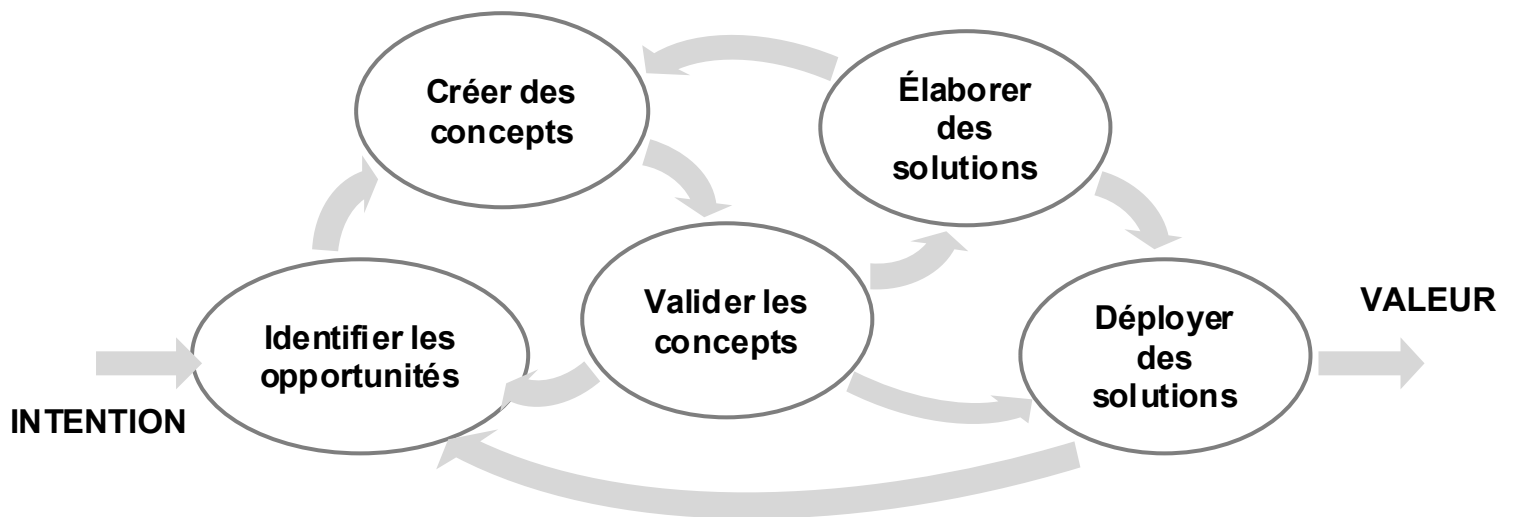 Créer des
concepts
Élaborer
des
solutions
Valider les
concepts
Identifier les
opportunités
Déployer
des
solutions
VALEUR
INTENTION